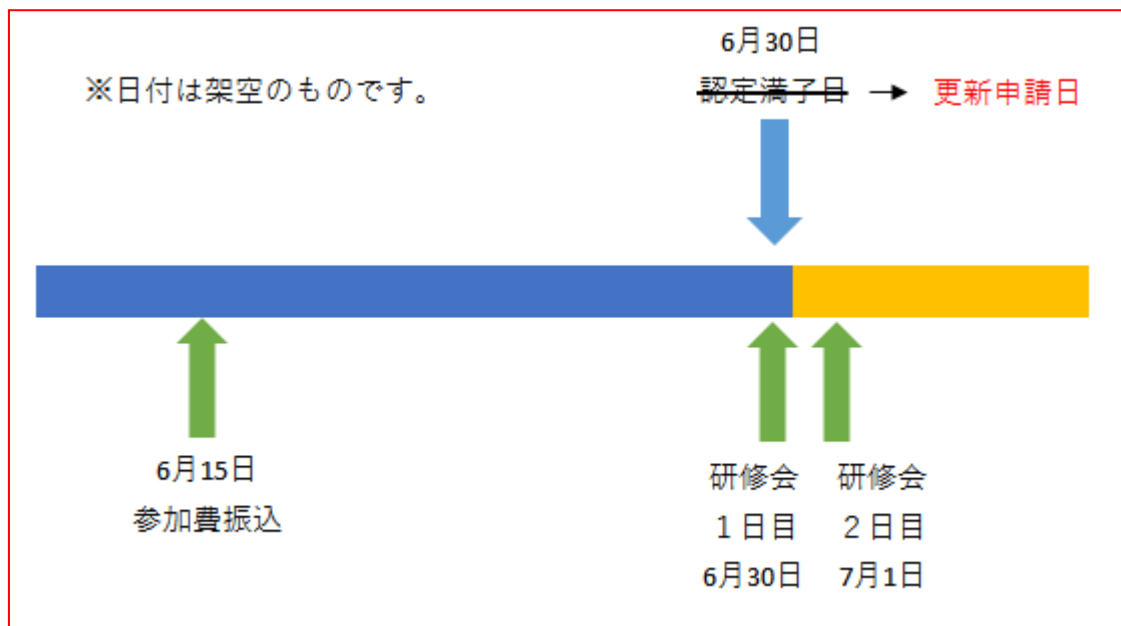 6月30日
※日付は架空のものです。
認定満了日 → 更新申請日
6月15日
参加費振込
研修会 研修会
１日目 ２日目
6月30日 7月1日